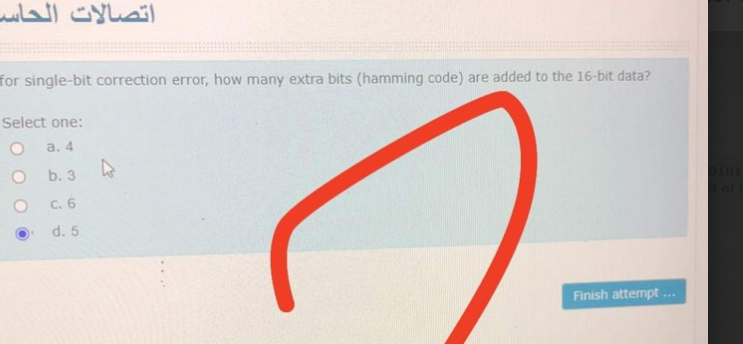 اتصالات
for single-bit correction error, how many extra bits (hamming code) are added to the 16-bit data?
Select one:
a. 4
b. 3
c. 6
d. 5
Finish attempt ...